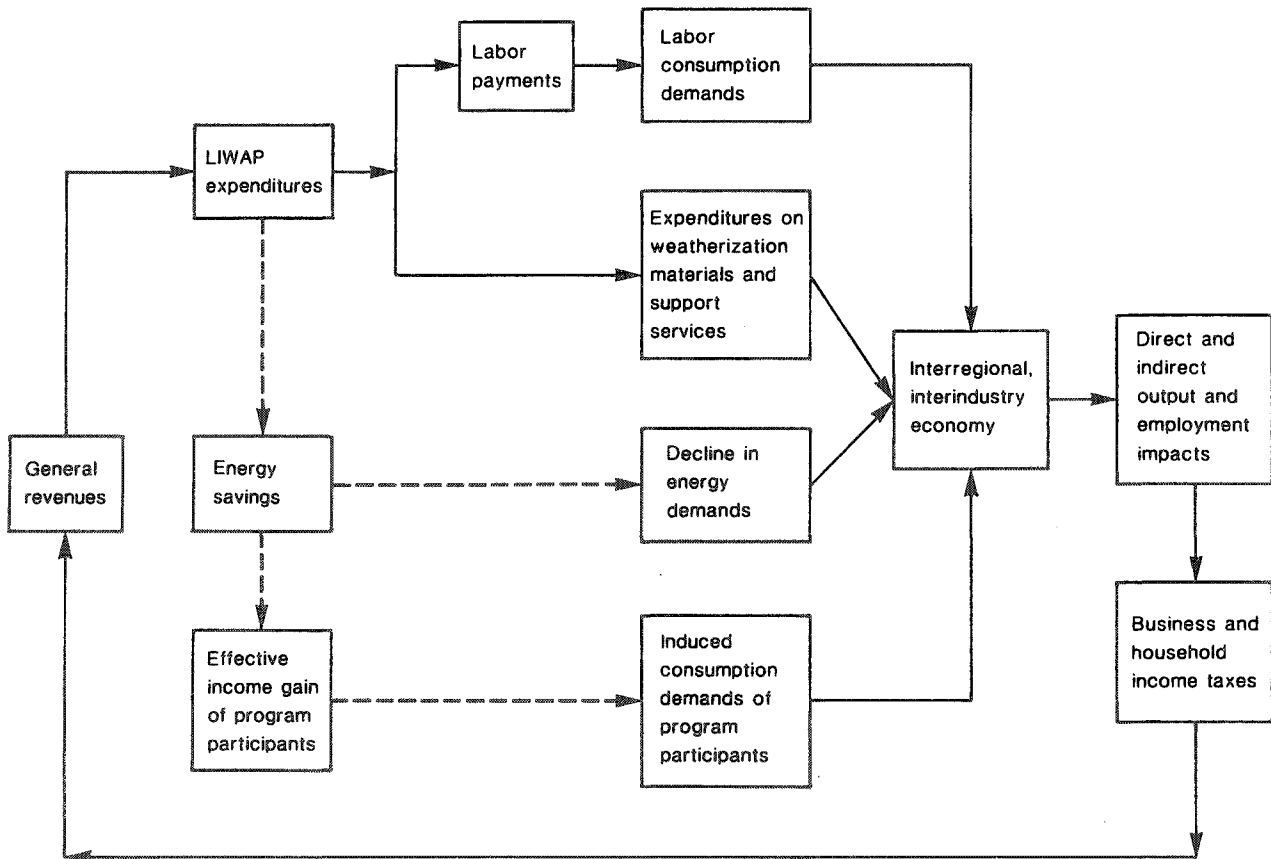 Labor
payments
Labor
consumption
demands
LIWAP
expenditures
Expenditures on
weatherization
materials and
support
services
Interregional,
interindustry
economy
Direct and
indirect
output and
employment
impacts
General
revenues
Energy
savings
Decline in
energy
demands
Effective
income gain
of program
participants
Induced
consumption
demands of
program
participants
Business and
household
income taxes